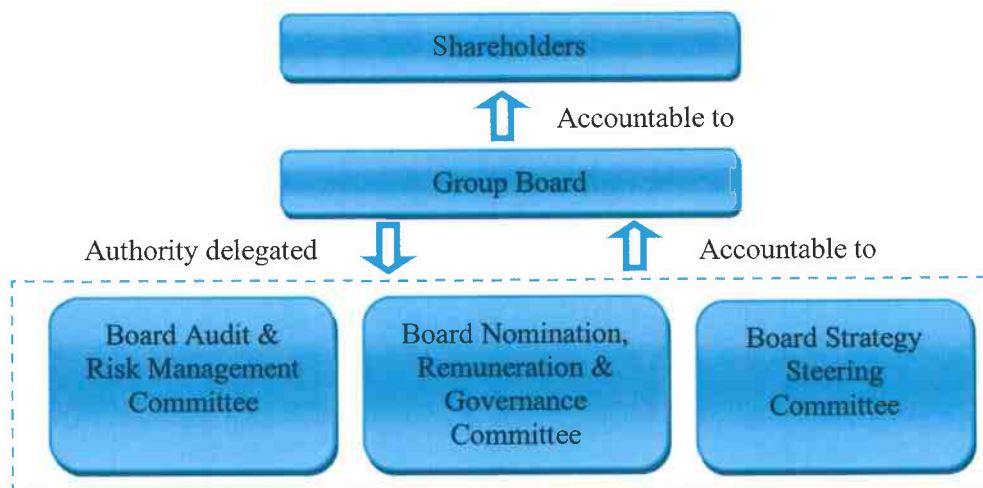 Shareholders
Accountable to
Group Board
Authority delegated
Accountable to
Board Audit &
Risk Management
Committee
Board Nomination,
Remuneration &
Governance
Committee
Board Strategy
Steering
Committee